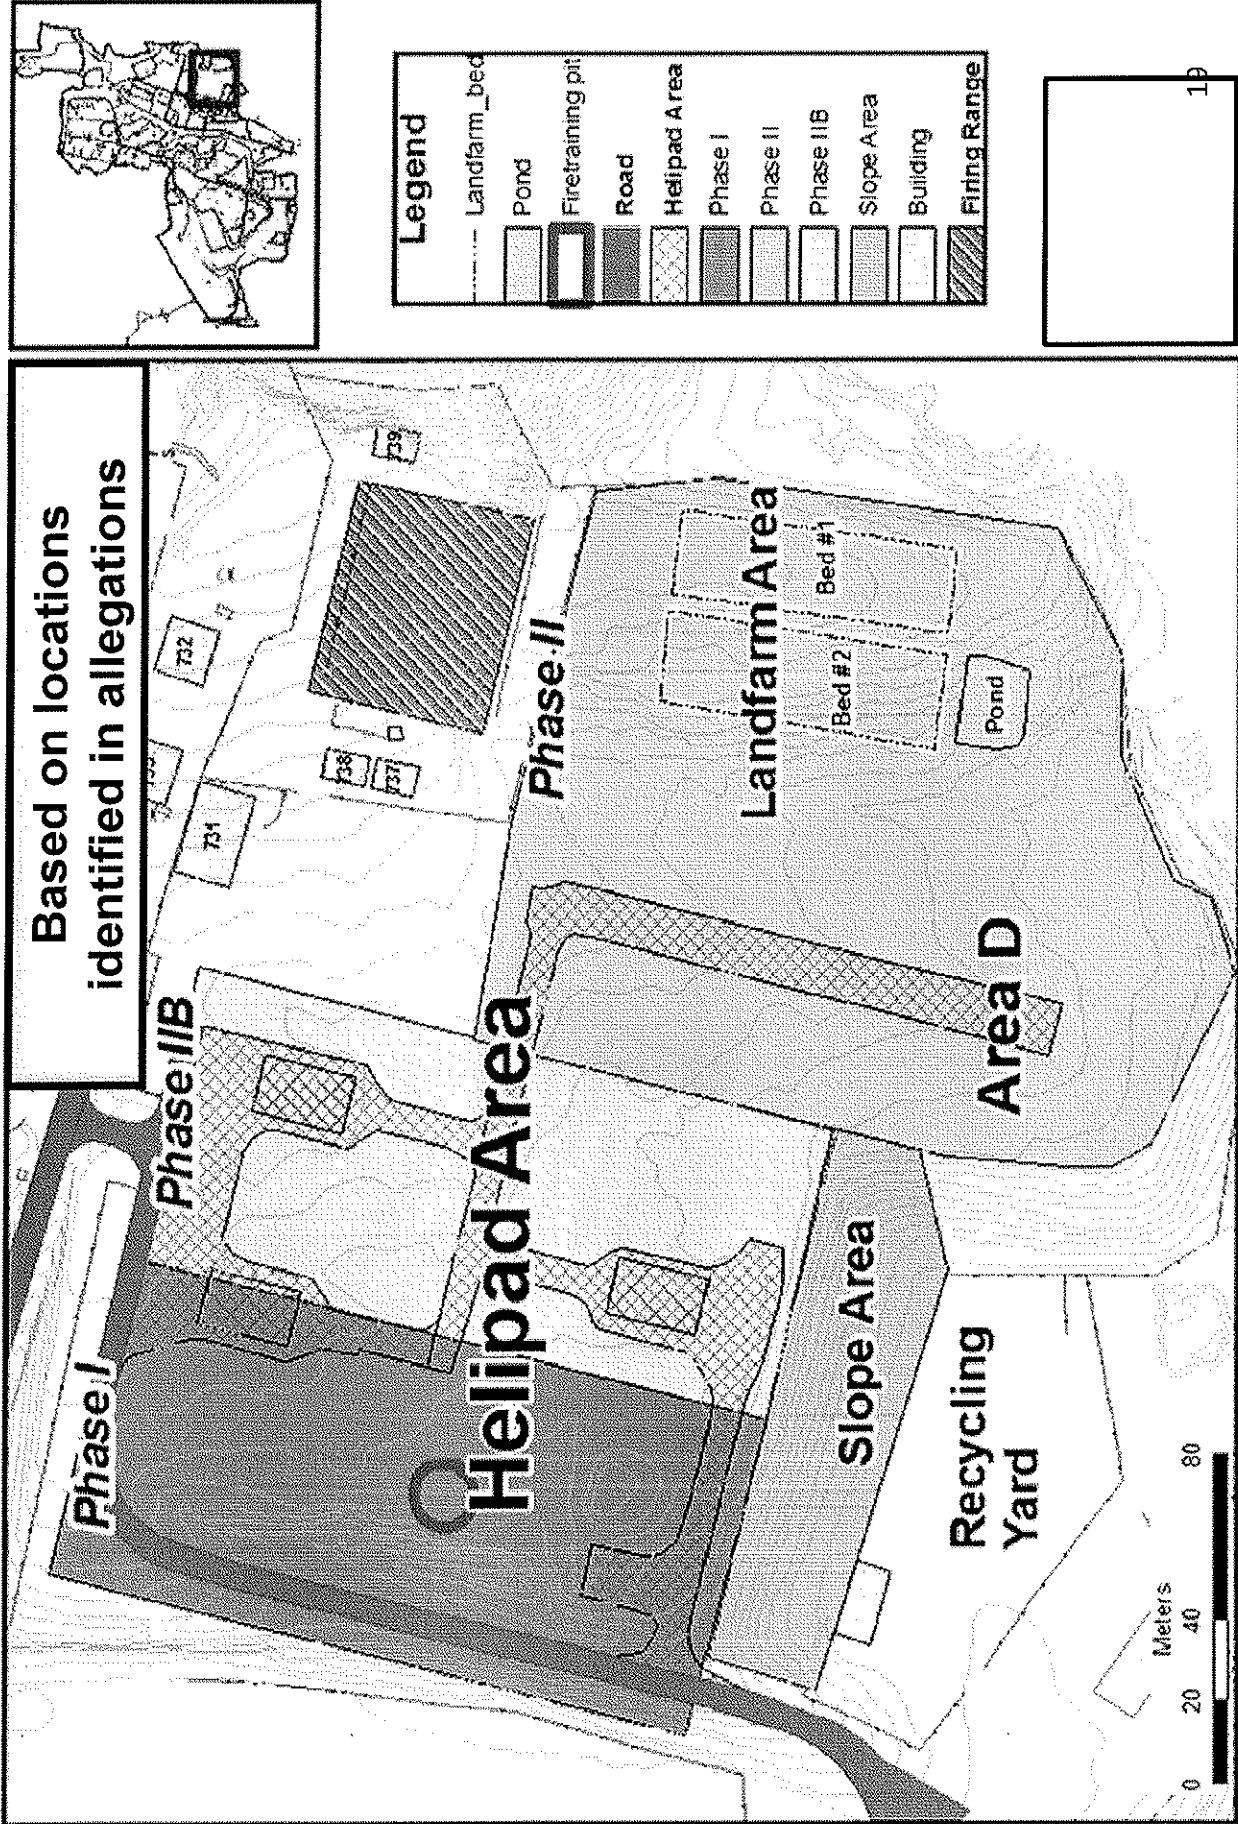 Based on locations
identified in allegations
Phase I
Phase IIB
Phase II
C
Helipad Area
Landfarm Area
Bed #1
Bed #2
Pond
Area D
Slope Area
Recycling
Yard
731
732
737
738
739
Meters
0 20 40 80
Legend
Landfarm_bed
Pond
Firetraining pit
Road
Helipad Area
Phase I
Phase II
Phase IIB
Slope Area
Building
Firing Range
19